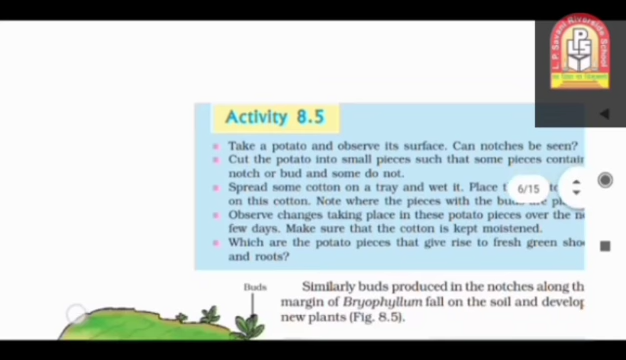 L. P. Savani Riverside School
LPS
Activity 8.5
Take a potato and observe its surface. Can notches be seen?
Cut the potato into small pieces such that some pieces contain
notch or bud and some do not.
Spread some cotton on a tray and wet it. Place
6/15
on this cotton. Note where the pieces with the
Observe changes taking place in these potato pieces over the
few days. Make sure that the cotton is kept moistened.
Which are the potato pieces that give rise to fresh green
and roots?
Buds
Similarly buds produced in the notches along
margin of Bryophyllum fall on the soil and develop
new plants (Fig. 8.5).